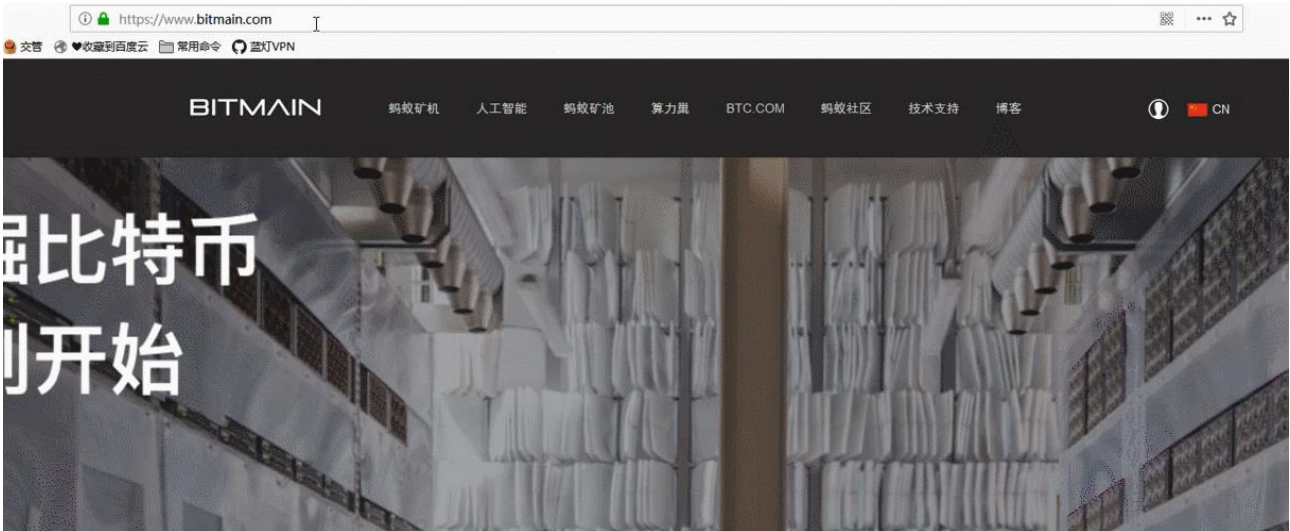 https://www.bitmain.com
交管 ♥收藏到百度云 常用命令 蓝灯VPN
BITMAIN 蚂蚁矿机 人工智能 蚂蚁矿池 算力巢 BTC.COM 蚂蚁社区 技术支持 博客 CN
掘比特币
刻开始